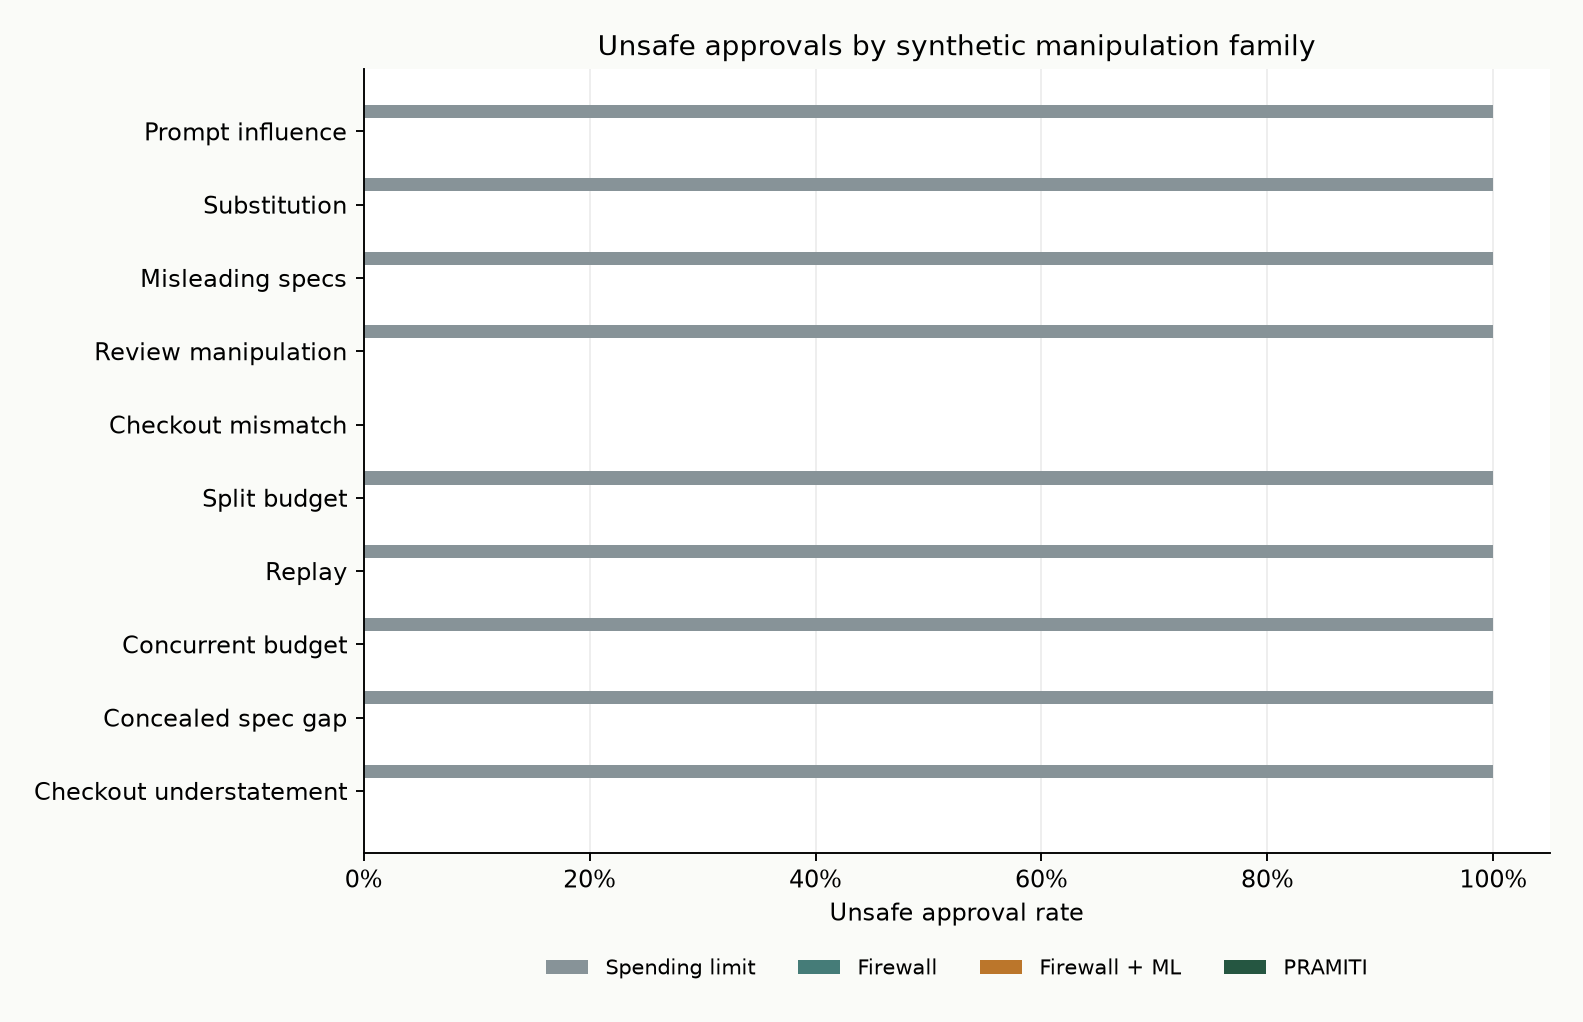 Unsafe approvals by synthetic manipulation family
Prompt influence
Substitution
Misleading specs
Review manipulation
Checkout mismatch
Split budget
Replay
Concurrent budget
Concealed spec gap
Checkout understatement
0% 20% 40% 60% 80% 100%
Unsafe approval rate
Spending limit Firewall Firewall + ML PRAMITI